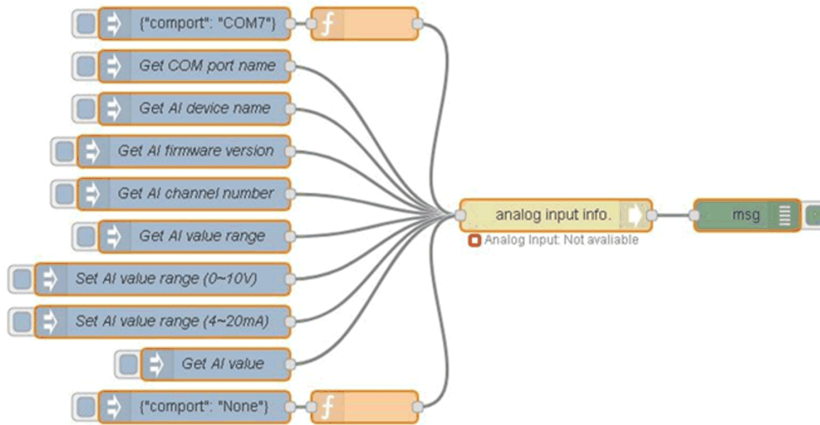 {"comport": "COM7"}
f
Get COM port name
Get AI device name
Get AI firmware version
Get AI channel number
analog input info.
msg
Get AI value range
Analog Input: Not avaliable
Set AI value range (0~10V)
Set AI value range (4~20mA)
Get AI value
{"comport": "None"}
f